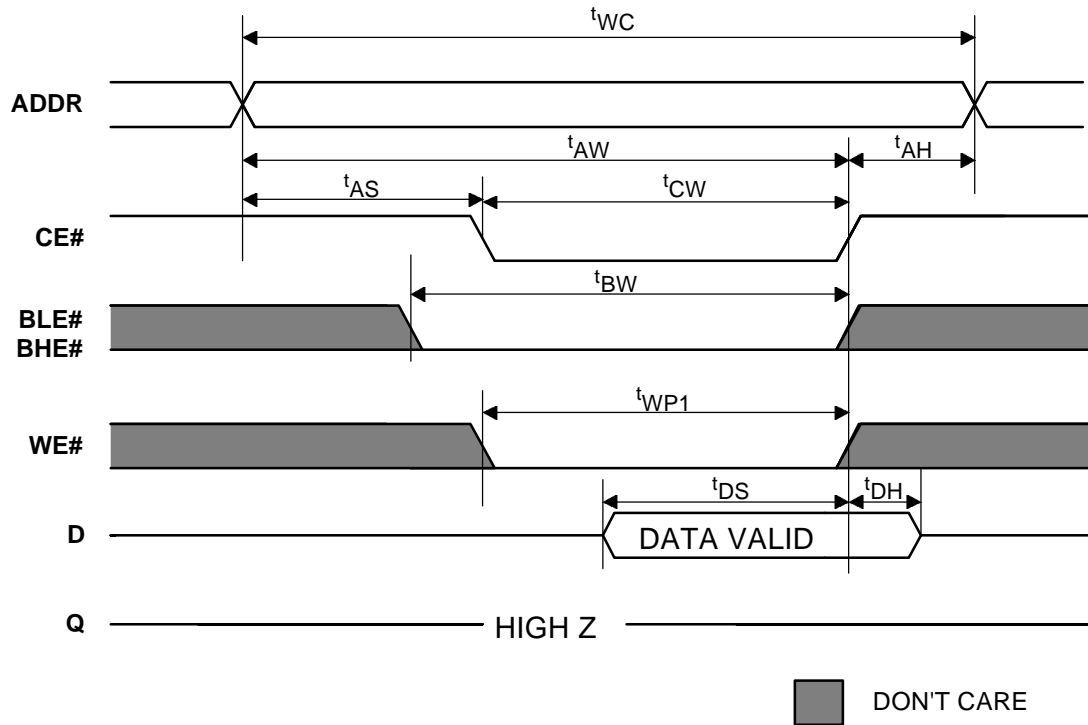 tWC
ADDR
tAW
tAH
tAS
tCW
CE#
tBW
BLE#
BHE#
tWP1
WE#
tDS
tDH
D
DATA VALID
Q
HIGH Z
DON'T CARE